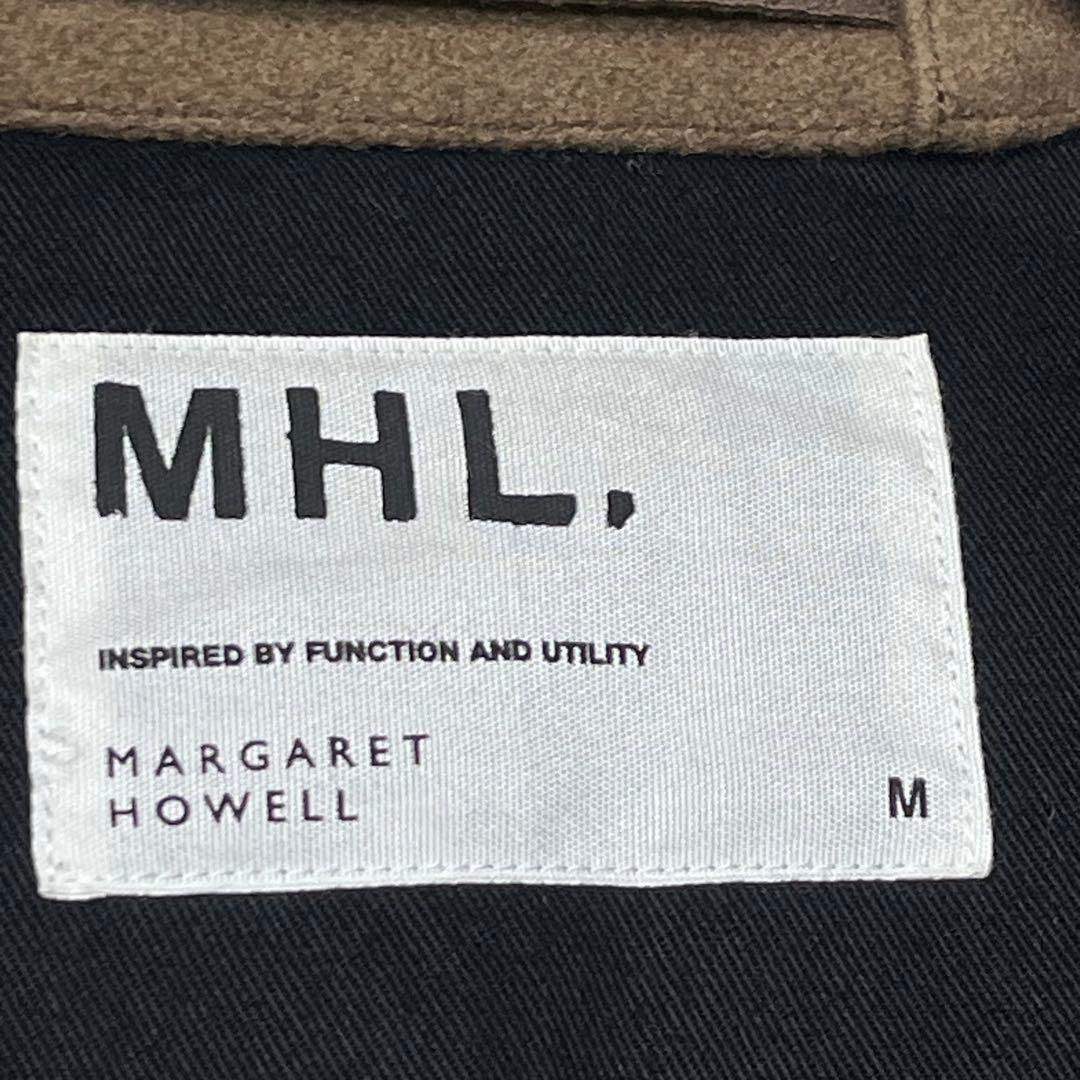 MHL.
INSPIRED BY FUNCTION AND UTILITY
MARGARET
HOWELL
M